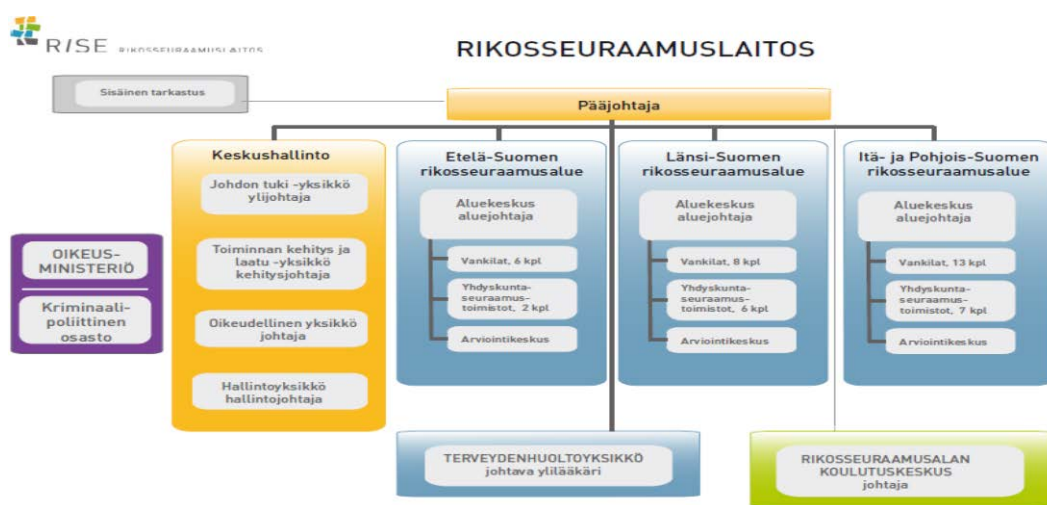 RISE RIKOSSEURAAMUSLAITOS
RIKOSSEURAAMUSLAITOS
Sisäinen tarkastus
Pääjohtaja
OIKEUS-
MINISTERIÖ
Kriminaali-
poliittinen
osasto
Keskushallinto
Johdon tuki -yksikkö
ylijohtaja
Toiminnan kehitys ja
laatu -yksikkö
kehitysjohtaja
Oikeudellinen yksikkö
johtaja
Hallintoyksikkö
hallintojohtaja
Etelä-Suomen
rikosseuraamusalue
Aluekeskus
aluejohtaja
Vankilat, 6 kpl
Yhdyskunta-
seuraamus-
toimistot, 2 kpl
Arviointikeskus
Länsi-Suomen
rikosseuraamusalue
Aluekeskus
aluejohtaja
Vankilat, 8 kpl
Yhdyskunta-
seuraamus-
toimistot, 6 kpl
Arviointikeskus
Itä- ja Pohjois-Suomen
rikosseuraamusalue
Aluekeskus
aluejohtaja
Vankilat, 13 kpl
Yhdyskunta-
seuraamus-
toimistot, 7 kpl
Arviointikeskus
TERVEYDENHUOLTOYKSIKKÖ
johtava ylilääkäri
RIKOSSEURAAMUSALAN
KOULUTUSKESKUS
johtaja